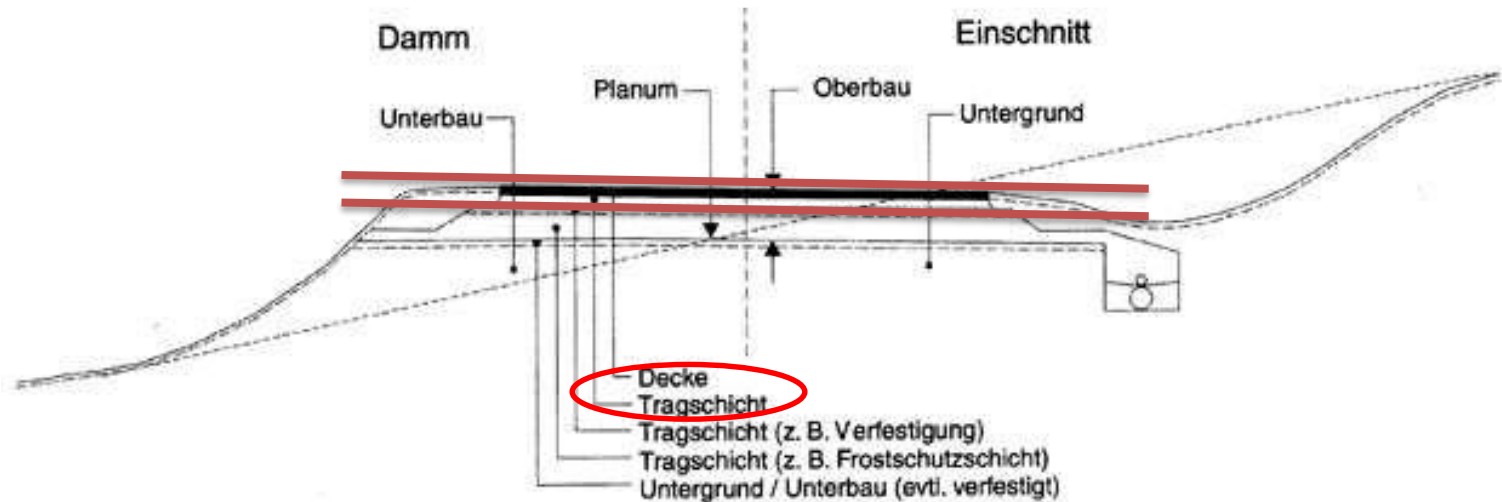 Damm
Einschnitt
Planum
Oberbau
Unterbau
Untergrund
Decke
Tragschicht
Tragschicht (z. B. Verfestigung)
Tragschicht (z. B. Frostschutzschicht)
Untergrund / Unterbau (evtl. verfestigt)